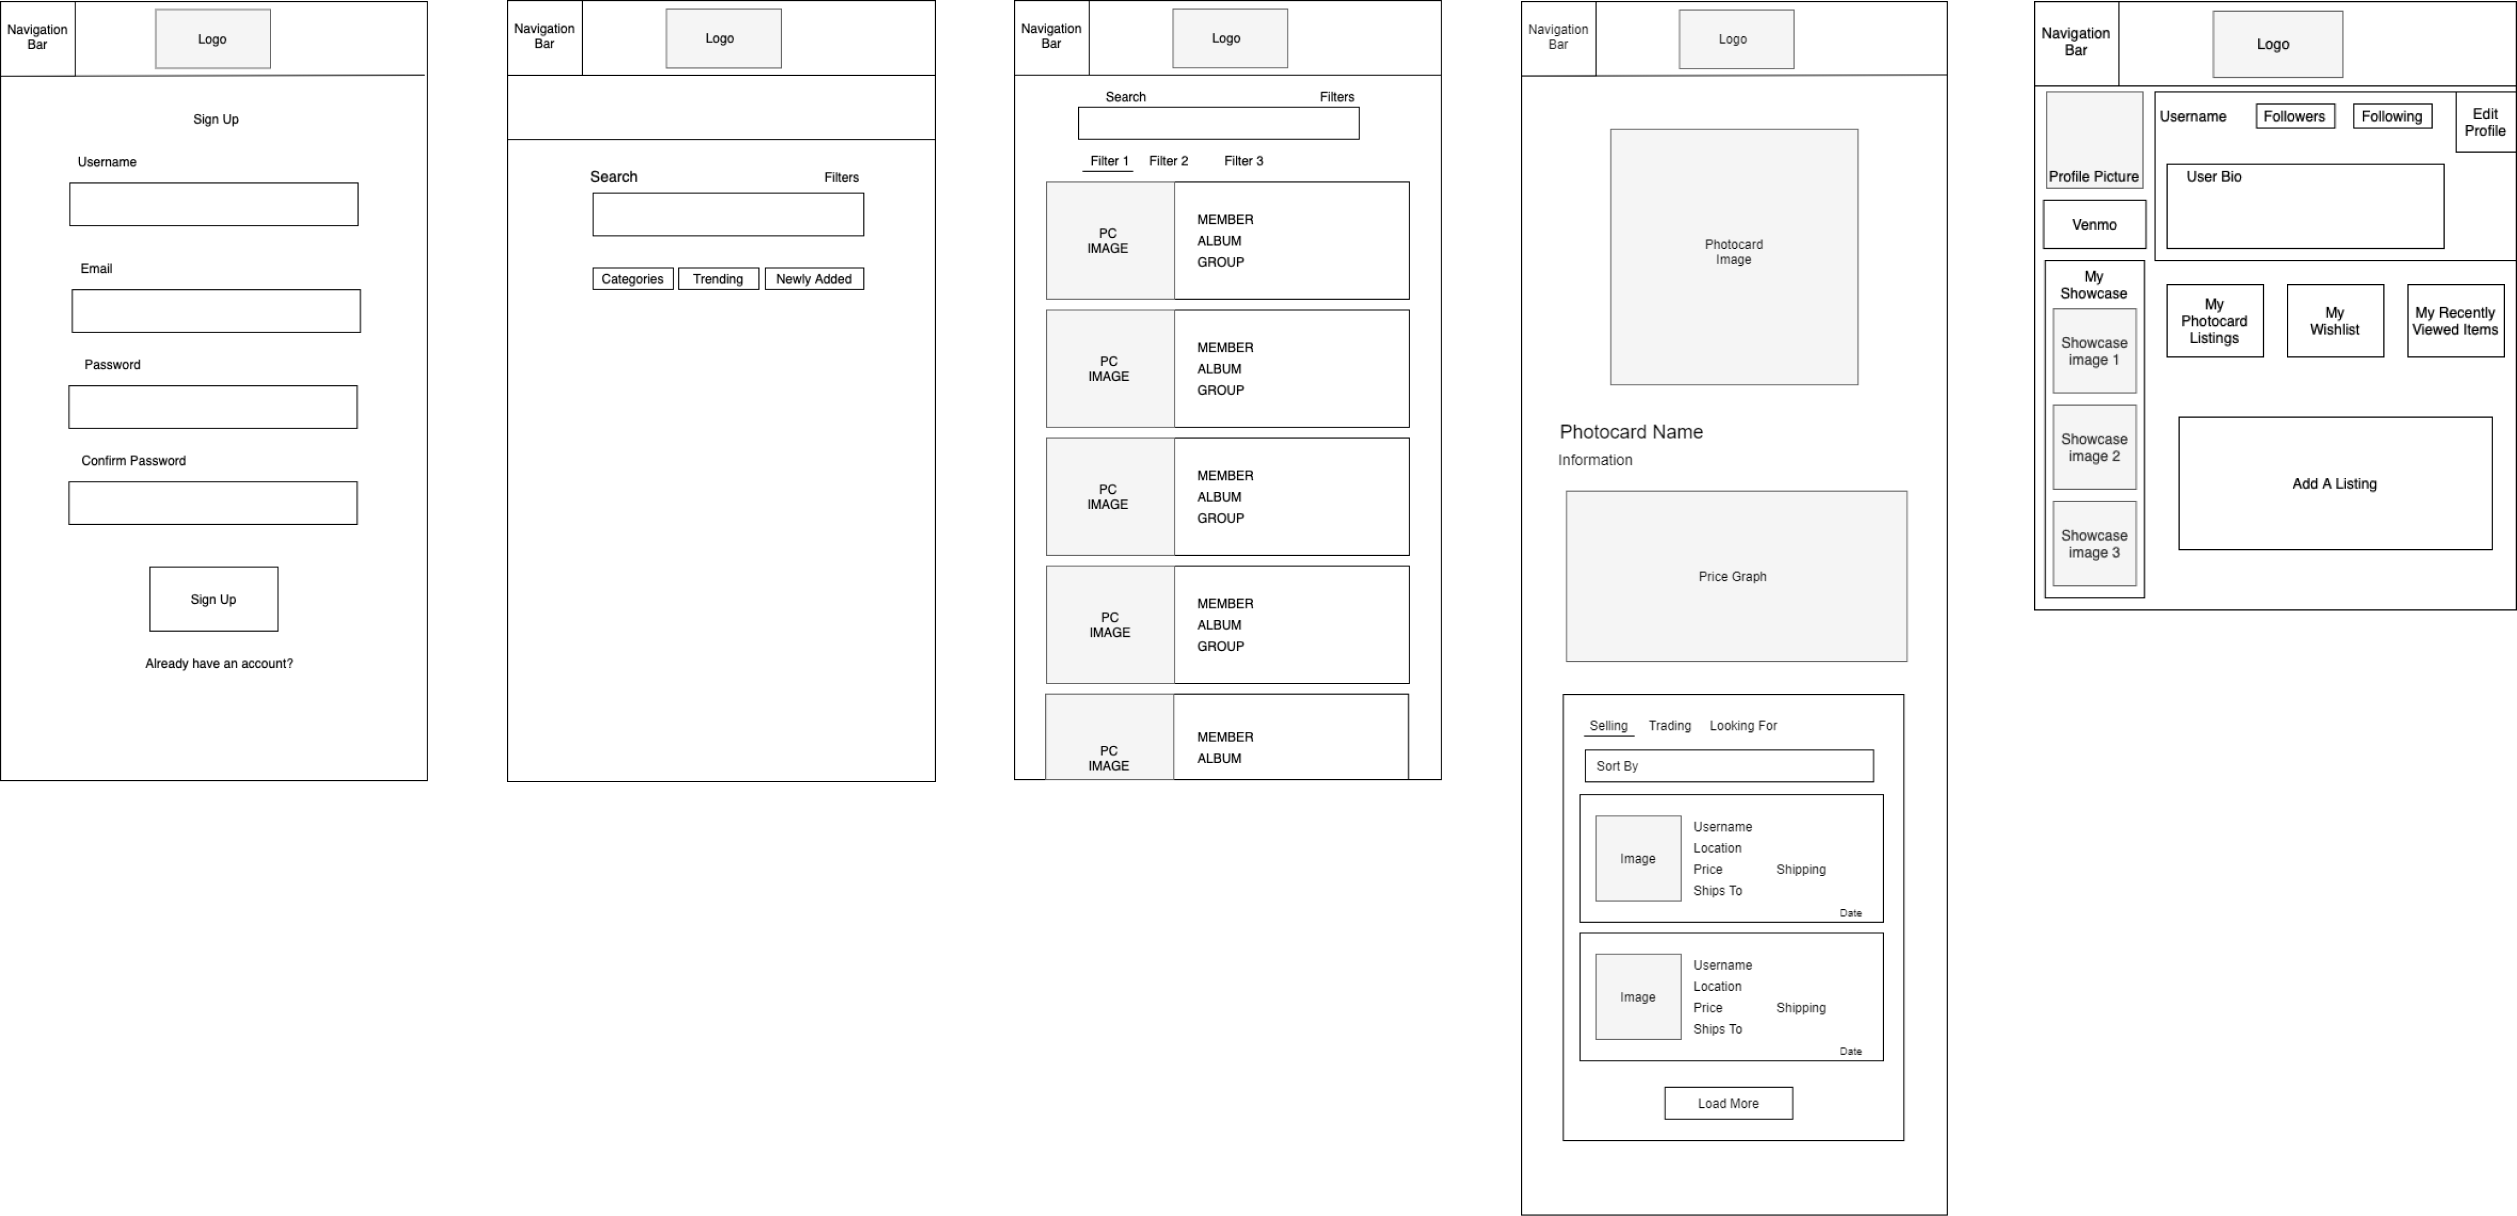 Navigation
Bar
Logo
Sign Up
Username
Email
Password
Confirm Password
Sign Up
Already have an account?
Navigation
Bar
Logo
Search
Filters
Categories
Trending
Newly Added
Navigation
Bar
Logo
Search
Filters
Filter 1
Filter 2
Filter 3
PC
IMAGE
MEMBER
ALBUM
GROUP
PC
IMAGE
MEMBER
ALBUM
GROUP
PC
IMAGE
MEMBER
ALBUM
GROUP
PC
IMAGE
MEMBER
ALBUM
GROUP
PC
IMAGE
MEMBER
ALBUM
Navigation
Bar
Logo
Photocard
Image
Photocard Name
Information
Price Graph
Selling
Trading
Looking For
Sort By
Image
Username
Location
Price
Shipping
Ships To
Date
Image
Username
Location
Price
Shipping
Ships To
Date
Load More
Navigation
Bar
Logo
Profile Picture
Username
Followers
Following
Edit
Profile
User Bio
Venmo
My
Showcase
Showcase
image 1
Showcase
image 2
Showcase
image 3
My
Photocard
Listings
My
Wishlist
My Recently
Viewed Items
Add A Listing